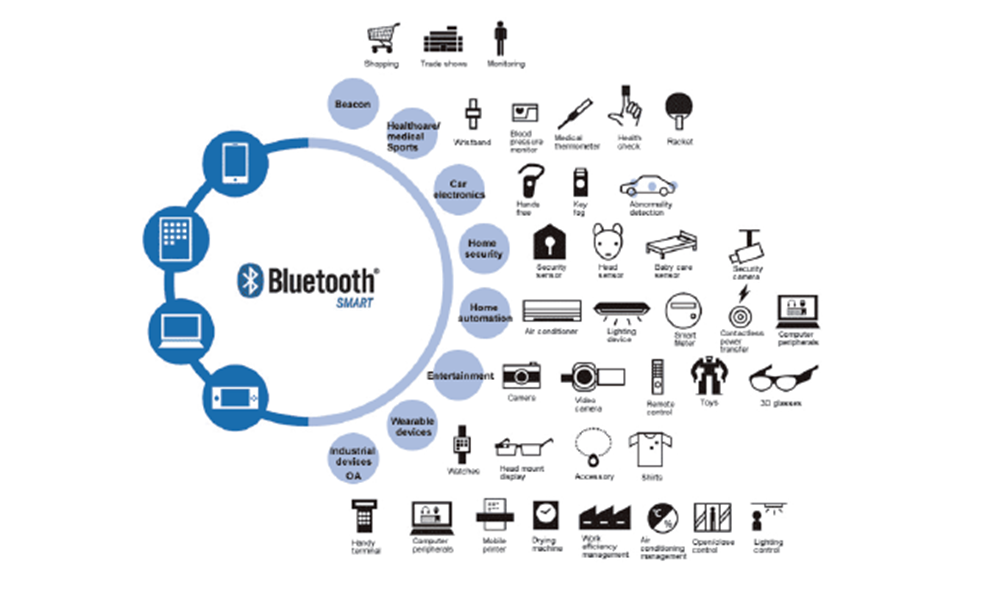 Shopping
Trade shows
Monitoring
Beacon
Healthcare/
medical
Sports
Wristband
Blood
pressure
monitor
Medical
thermometer
Health
check
Racket
Car
electronics
Hands
free
Key
fog
Abnormality
detection
Home
security
Security
sensor
Head
sensor
Baby care
sensor
Security
camera
Bluetooth®
SMART
Home
automation
Air conditioner
Lighting
device
Smart
Meter
Contactless
power
transfer
Computer
peripherals
Entertainment
Camera
Video
camera
Remote
control
Toys
3D glasses
Wearable
devices
Watches
Head mount
display
Accessory
Shirts
Industrial
devices
OA
Handy
terminal
Computer
peripherals
Mobile
printer
Drying
machine
Work
efficiency
management
°C
%
Air
conditioning
management
Open/close
control
Lighting
control